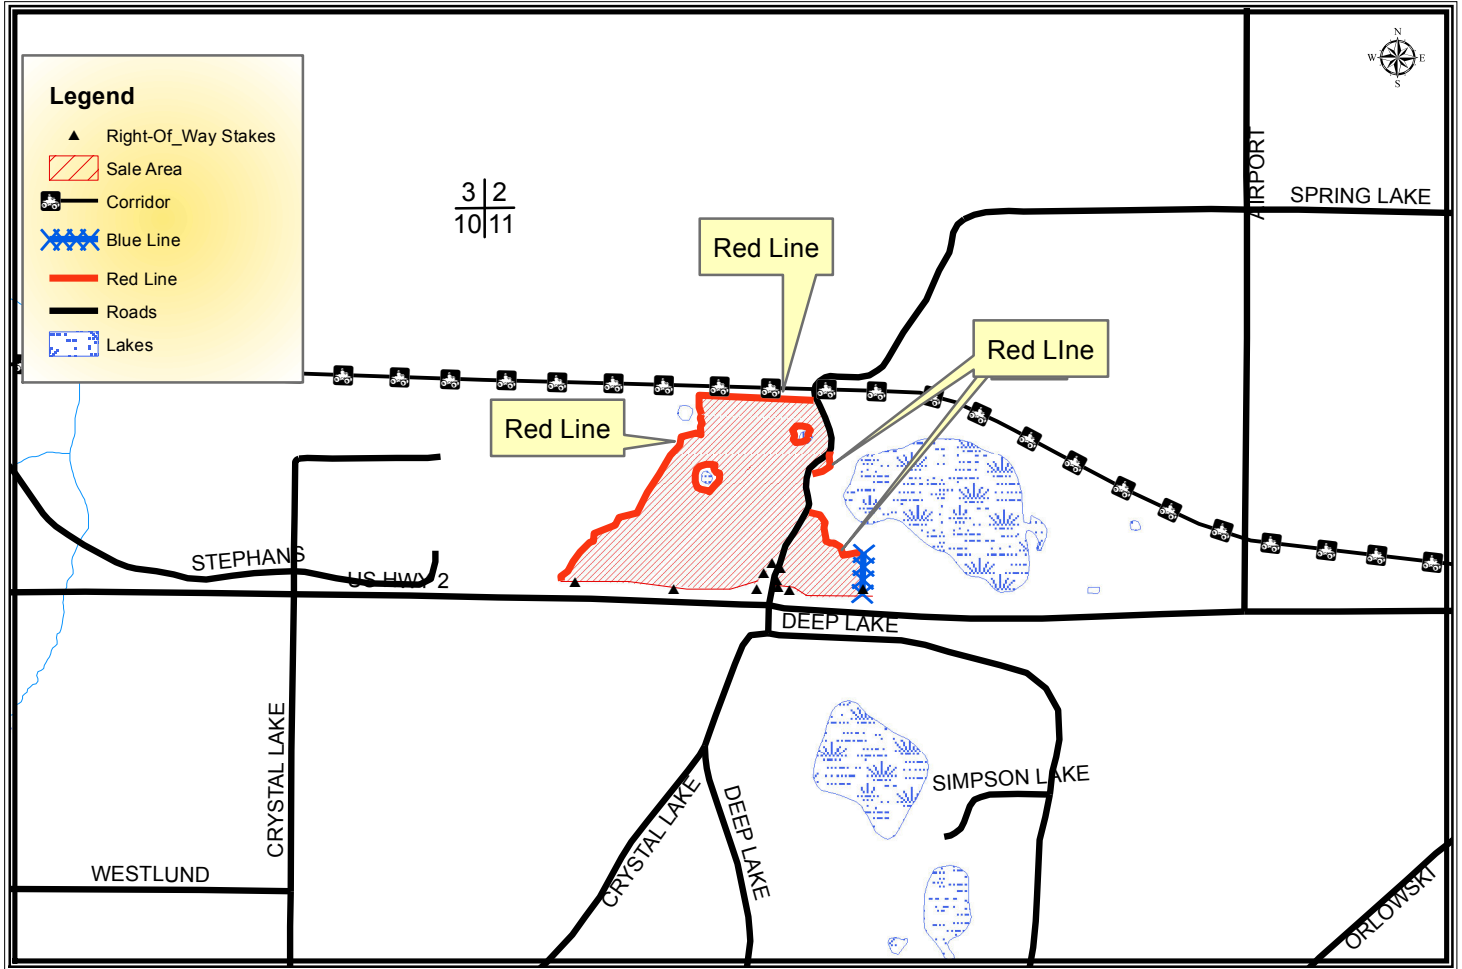 Legend
Right-Of_Way Stakes
Sale Area
Corridor
Blue Line
Red Line
Roads
Lakes
N
W E
S
3 2
10 11
AIRPORT
SPRING LAKE
Red Line
Red LIne
Red Line
STEPHANS
US HWY 2
DEEP LAKE
CRYSTAL LAKE
SIMPSON LAKE
CRYSTAL LAKE
DEEP LAKE
WESTLUND
ORLOWSKI